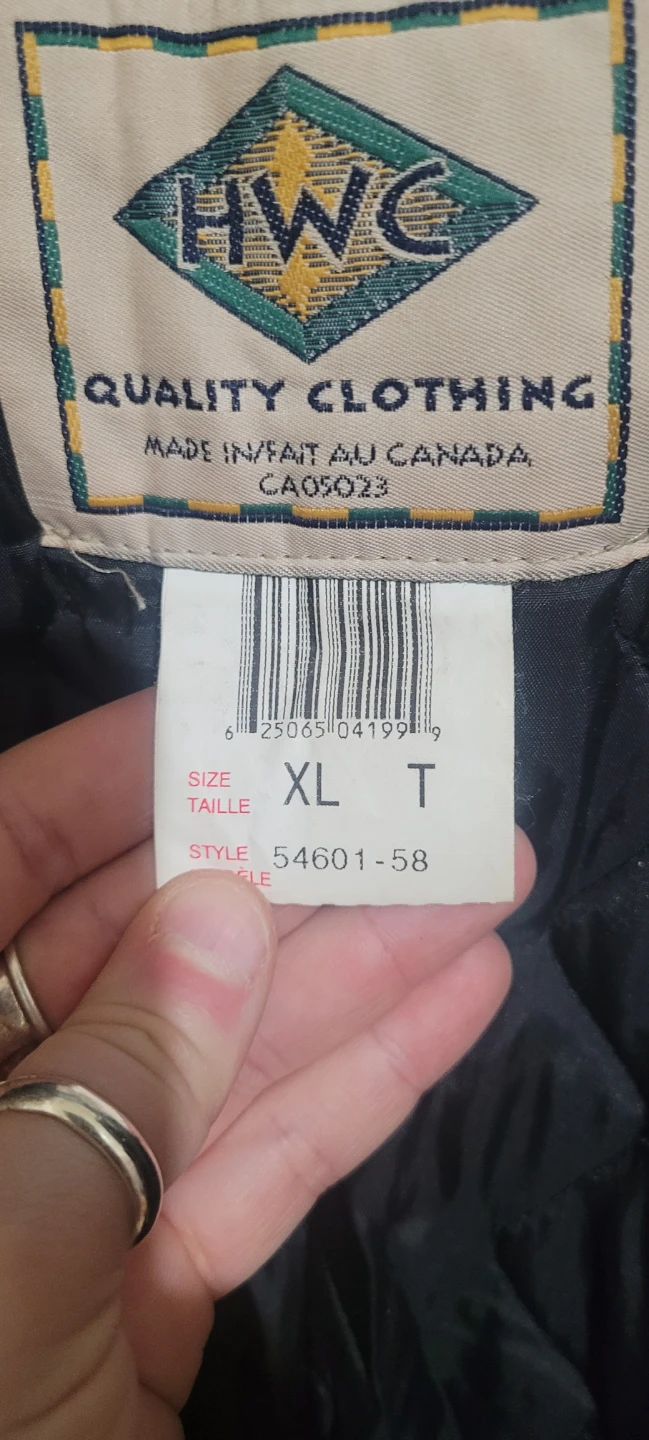 HWC
QUALITY CLOTHING
MADE IN/FAIT AU CANADA
CA05023
6 25065 04199 9
SIZE XL T
TAILLE
STYLE 54601-58
ÈLE